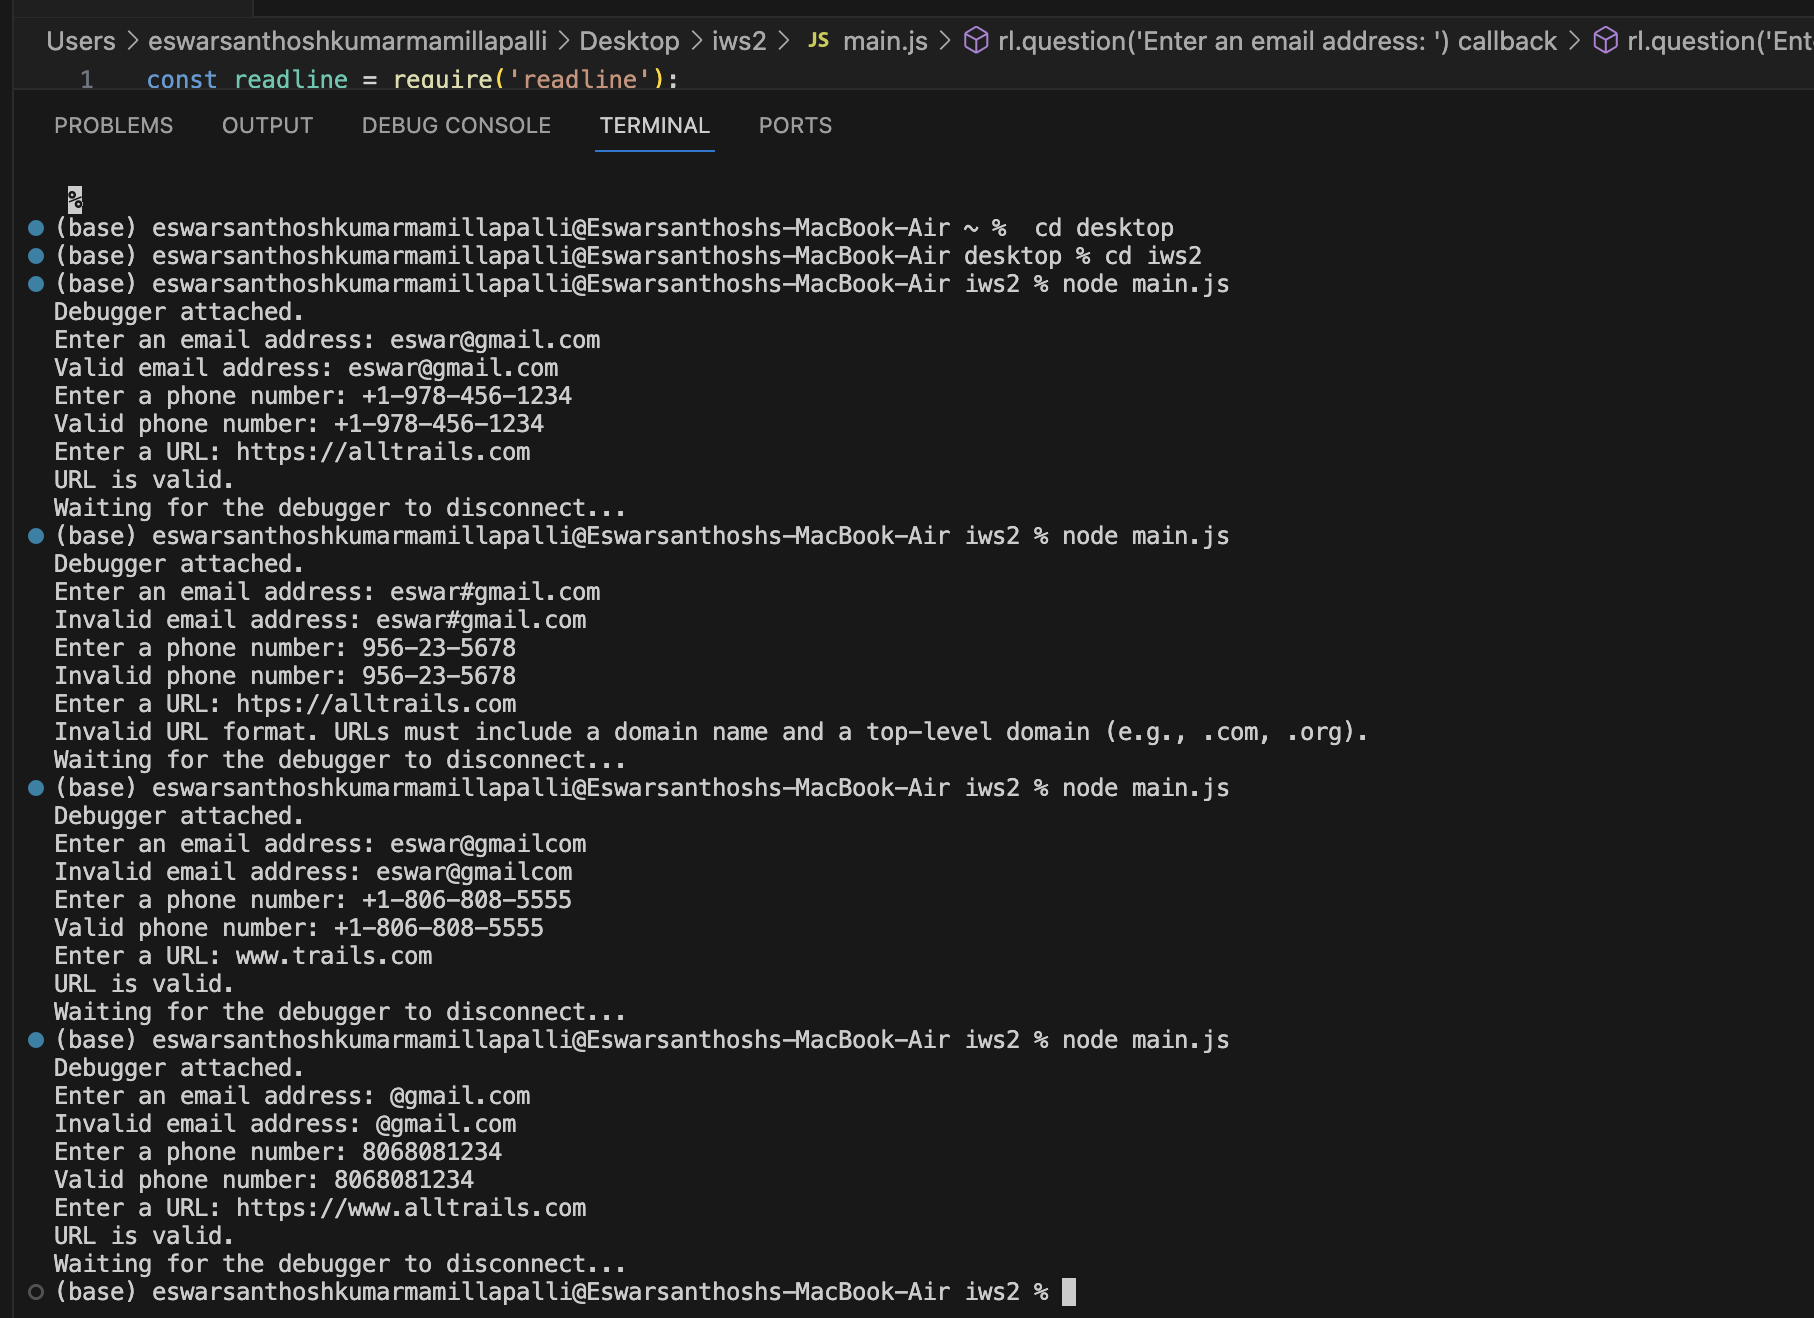 Users > eswarsanthoshkumarmamillapalli > Desktop > iws2 > JS main.js > rl.question('Enter an email address: ') callback > rl.question('Ent
1 const readline = require('readline');
PROBLEMS OUTPUT DEBUG CONSOLE TERMINAL PORTS
%
(base) eswarsanthoshkumarmamillapalli@Eswarsanthoshs-MacBook-Air ~ %  cd desktop
(base) eswarsanthoshkumarmamillapalli@Eswarsanthoshs-MacBook-Air desktop % cd iws2
(base) eswarsanthoshkumarmamillapalli@Eswarsanthoshs-MacBook-Air iws2 % node main.js
Debugger attached.
Enter an email address: eswar@gmail.com
Valid email address: eswar@gmail.com
Enter a phone number: +1-978-456-1234
Valid phone number: +1-978-456-1234
Enter a URL: https://alltrails.com
URL is valid.
Waiting for the debugger to disconnect...
(base) eswarsanthoshkumarmamillapalli@Eswarsanthoshs-MacBook-Air iws2 % node main.js
Debugger attached.
Enter an email address: eswar#gmail.com
Invalid email address: eswar#gmail.com
Enter a phone number: 956-23-5678
Invalid phone number: 956-23-5678
Enter a URL: htps://alltrails.com
Invalid URL format. URLs must include a domain name and a top-level domain (e.g., .com, .org).
Waiting for the debugger to disconnect...
(base) eswarsanthoshkumarmamillapalli@Eswarsanthoshs-MacBook-Air iws2 % node main.js
Debugger attached.
Enter an email address: eswar@gmailcom
Invalid email address: eswar@gmailcom
Enter a phone number: +1-806-808-5555
Valid phone number: +1-806-808-5555
Enter a URL: www.trails.com
URL is valid.
Waiting for the debugger to disconnect...
(base) eswarsanthoshkumarmamillapalli@Eswarsanthoshs-MacBook-Air iws2 % node main.js
Debugger attached.
Enter an email address: @gmail.com
Invalid email address: @gmail.com
Enter a phone number: 8068081234
Valid phone number: 8068081234
Enter a URL: https://www.alltrails.com
URL is valid.
Waiting for the debugger to disconnect...
(base) eswarsanthoshkumarmamillapalli@Eswarsanthoshs-MacBook-Air iws2 %